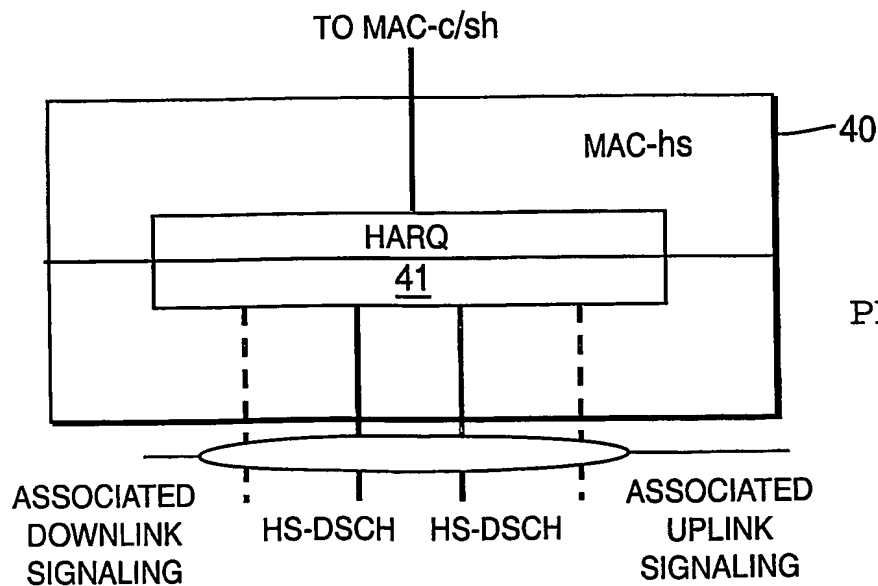 TO MAC-c/sh
40
MAC-hs
HARQ
41
ASSOCIATED
DOWNLINK
SIGNALING
HS-DSCH
HS-DSCH
ASSOCIATED
UPLINK
SIGNALING